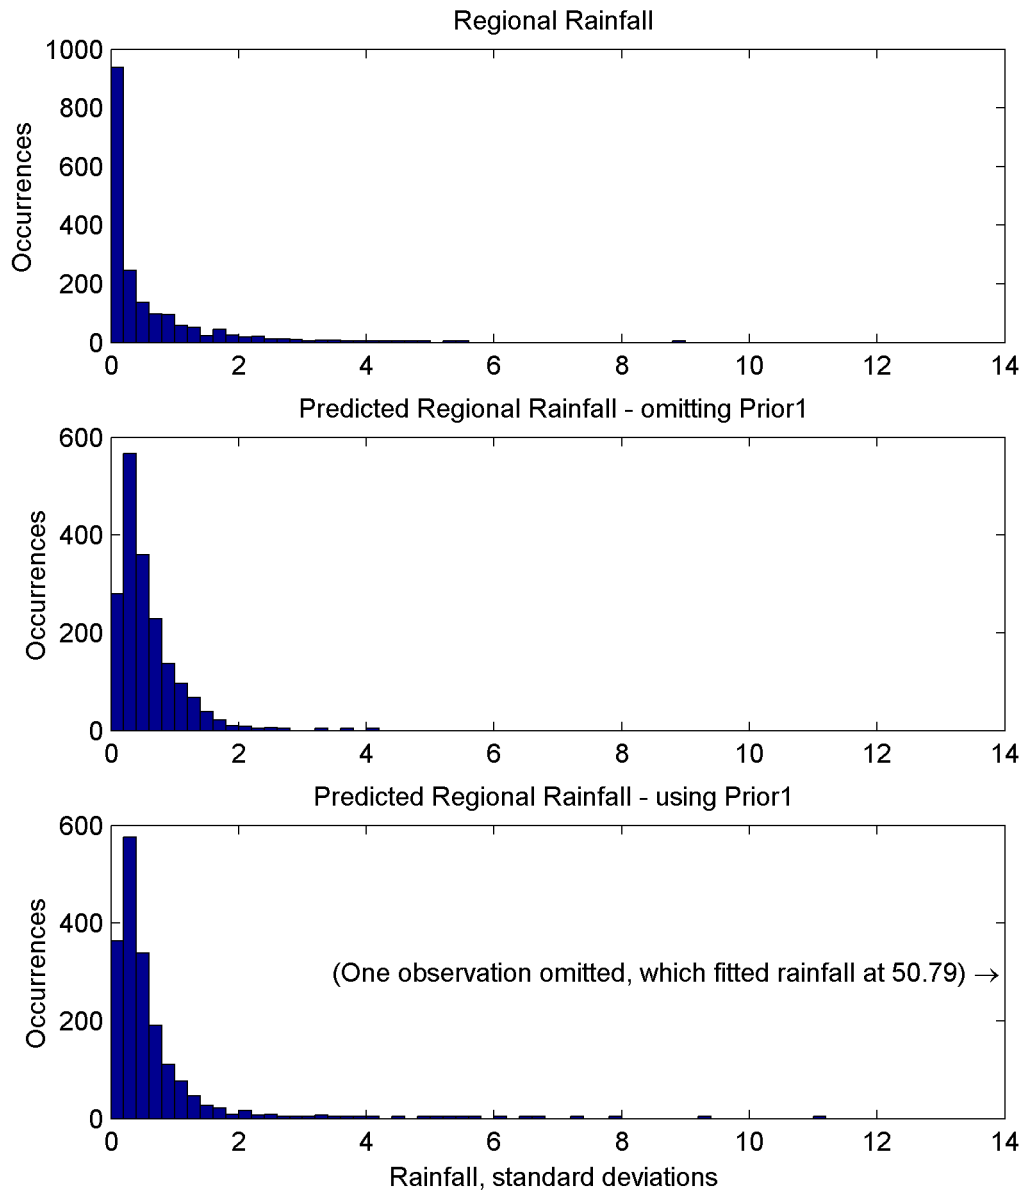 Regional Rainfall
1000
800
600
400
200
0
Occurrences
0 2 4 6 8 10 12 14
Predicted Regional Rainfall - omitting Prior1
600
400
200
0
Occurrences
0 2 4 6 8 10 12 14
Predicted Regional Rainfall - using Prior1
600
400
200
0
Occurrences
(One observation omitted, which fitted rainfall at 50.79) →
0 2 4 6 8 10 12 14
Rainfall, standard deviations